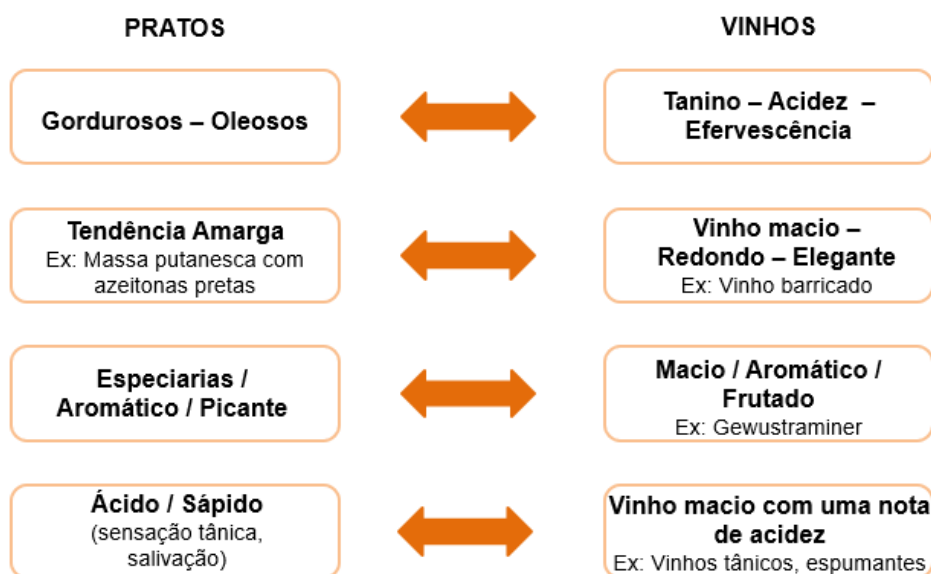 PRATOS
VINHOS
Gordurosos – Oleosos
Tanino – Acidez –
Efervescência
Tendência Amarga
Ex: Massa putanesca com
azeitonas pretas
Vinho macio –
Redondo – Elegante
Ex: Vinho barricado
Especiarias /
Aromático / Picante
Macio / Aromático /
Frutado
Ex: Gewustraminer
Ácido / Sápido
(sensação tânica,
salivação)
Vinho macio com uma nota
de acidez
Ex: Vinhos tânicos, espumantes